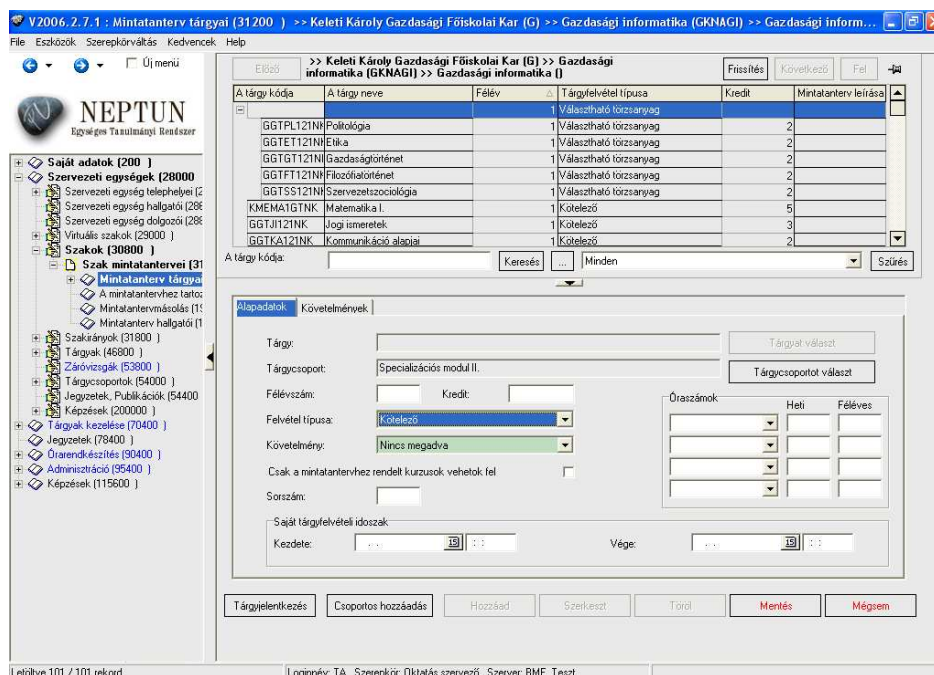 V2006.2.7.1 : Mintatanterv tárgyai (31200 ) >> Keleti Károly Gazdasági Főiskolai Kar (G) >> Gazdasági informatika (GKNAGI) >> Gazdasági inform...
File Eszközök Szerepkörváltás Kedvencek Help
Új menü
NEPTUN
Egységes Tanulmányi Rendszer
Saját adatok (200 )
Szervezeti egységek (28000
Szervezeti egység telephelyei (2
Szervezeti egység hallgatói (286
Szervezeti egység dolgozói (286
Virtuális szakok (29000 )
Szakok (30800 )
Szak mintatantervei (31
Mintatanterv tárgyai
A mintatantervhez tartoz
Mintatantervmásolás (15
Mintatanterv hallgatói (1
Szakirányok (31800 )
Tárgyak (46800 )
Záróvizsgák (53800 )
Tárgycsoportok (54000 )
Jegyzetek, Publikációk (54400
Képzések (200000 )
Tárgyak kezelése (70400 )
Jegyzetek (78400 )
Órarendkészítés (90400 )
Adminisztráció (95400 )
Képzések (115600 )
Előző
>> Keleti Károly Gazdasági Főiskolai Kar (G) >> Gazdasági
informatika (GKNAGI) >> Gazdasági informatika ()
Frissítés Következő Fel
A tárgy kódja A tárgy neve Félév Tárgyfelvétel típusa Kredit Mintatanterv leírása
1 Választható törzsanyag
GGTPL121NK Politológia 1 Választható törzsanyag 2
GGTET121NK Etika 1 Választható törzsanyag 2
GGTGT121NK Gazdaságtörténet 1 Választható törzsanyag 2
GGTFT121NK Filozófiatörténet 1 Választható törzsanyag 2
GGTSS121NK Szervezetszociológia 1 Választható törzsanyag 2
KMEMA1GTNK Matematika I. 1 Kötelező 5
GGTJI121NK Jogi ismeretek 1 Kötelező 3
GGTKA121NK Kommunikáció alapjai 1 Kötelező 2
A tárgy kódja: Keresés ... Minden Szűrés
Alapadatok Követelmények
Tárgy: Tárgyat választ
Tárgycsoport: Specializációs modul II. Tárgycsoportot választ
Félévszám: Kredit:
Óraszámok Heti Féléves
Felvétel típusa: Kötelező
Követelmény: Nincs megadva
Csak a mintatantervhez rendelt kurzusok vehetok fel
Sorszám:
Saját tárgyfelvételi idoszak
Kezdete: . . 15 : : Vége: . . 15 : :
Tárgyjelentkezés Csoportos hozzáadás Hozzáad Szerkeszt Töröl Mentés Mégsem
Letöltve 101 / 101 rekord Loginnév: TA Szerepkör: Oktatás szervező Szerver: BMF_Teszt